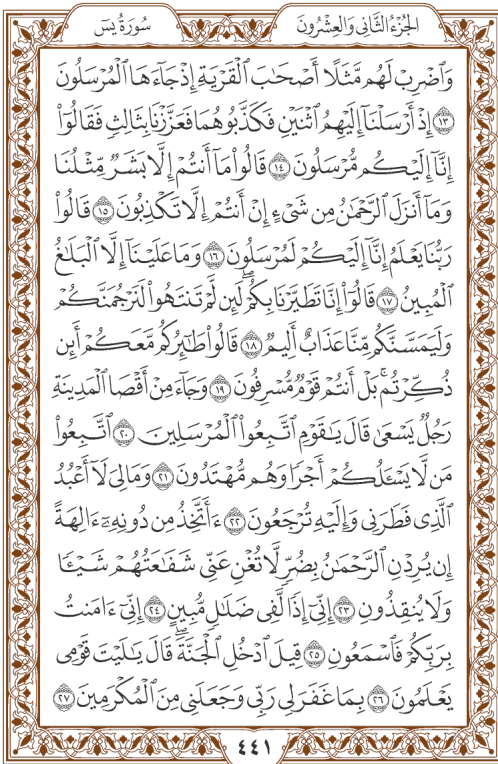 سُورَةُ يسٓ
الجُزْءُ الثَّانِي وَالعِشْرُونَ
وَٱضْرِبْ لَهُم مَّثَلًا أَصْحَٰبَ ٱلْقَرْيَةِ إِذْ جَآءَهَا ٱلْمُرْسَلُونَ
١٣ إِذْ أَرْسَلْنَآ إِلَيْهِمُ ٱثْنَيْنِ فَكَذَّبُوهُمَا فَعَزَّزْنَا بِثَالِثٍ فَقَالُوٓا۟
إِنَّآ إِلَيْكُم مُّرْسَلُونَ ١٤ قَالُوا۟ مَآ أَنتُمْ إِلَّا بَشَرٌ مِّثْلُنَا
وَمَآ أَنزَلَ ٱلرَّحْمَٰنُ مِن شَىْءٍ إِنْ أَنتُمْ إِلَّا تَكْذِبُونَ ١٥ قَالُوا۟
رَبُّنَا يَعْلَمُ إِنَّآ إِلَيْكُمْ لَمُرْسَلُونَ ١٦ وَمَا عَلَيْنَآ إِلَّا ٱلْبَلَٰغُ
ٱلْمُبِينُ ١٧ قَالُوٓا۟ إِنَّا تَطَيَّرْنَا بِكُمْ ۖ لَئِن لَّمْ تَنتَهُوا۟ لَنَرْجُمَنَّكُمْ
وَلَيَمَسَّنَّكُم مِّنَّا عَذَابٌ أَلِيمٌ ١٨ قَالُوا۟ طَٰٓئِرُكُم مَّعَكُمْ ۚ أَئِن
ذُكِّرْتُم ۚ بَلْ أَنتُمْ قَوْمٌ مُّسْرِفُونَ ١٩ وَجَآءَ مِنْ أَقْصَا ٱلْمَدِينَةِ
رَجُلٌ يَسْعَىٰ قَالَ يَٰقَوْمِ ٱتَّبِعُوا۟ ٱلْمُرْسَلِينَ ٢٠ ٱتَّبِعُوا۟
مَن لَّا يَسْـَٔلُكُمْ أَجْرًا وَهُم مُّهْتَدُونَ ٢١ وَمَا لِىَ لَآ أَعْبُدُ
ٱلَّذِى فَطَرَنِى وَإِلَيْهِ تُرْجَعُونَ ٢٢ ءَأَتَّخِذُ مِن دُونِهِۦٓ ءَالِهَةً
إِن يُرِدْنِ ٱلرَّحْمَٰنُ بِضُرٍّ لَّا تُغْنِ عَنِّى شَفَٰعَتُهُمْ شَيْـًٔا
وَلَا يُنقِذُونِ ٢٣ إِنِّىٓ إِذًا لَّفِى ضَلَٰلٍ مُّبِينٍ ٢٤ إِنِّىٓ ءَامَنتُ
بِرَبِّكُمْ فَٱسْمَعُونِ ٢٥ قِيلَ ٱدْخُلِ ٱلْجَنَّةَ ۖ قَالَ يَٰلَيْتَ قَوْمِى
يَعْلَمُونَ ٢٦ بِمَا غَفَرَ لِى رَبِّى وَجَعَلَنِى مِنَ ٱلْمُكْرَمِينَ ٢٧
٤٤١